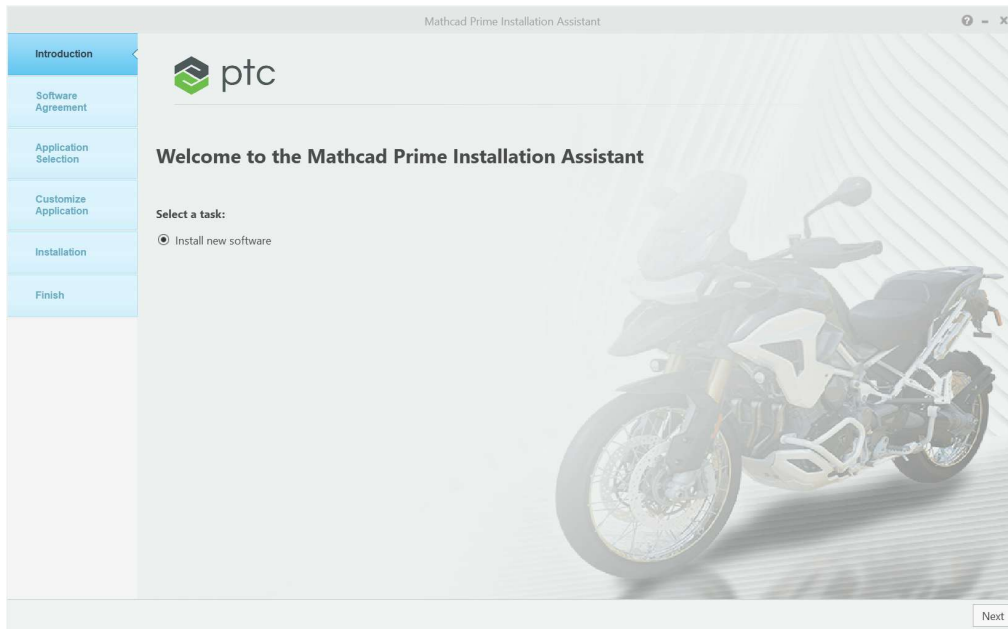 Mathcad Prime Installation Assistant
? – x
Introduction
Software
Agreement
Application
Selection
Customize
Application
Installation
Finish
ptc
Welcome to the Mathcad Prime Installation Assistant
Select a task:
Install new software
Next